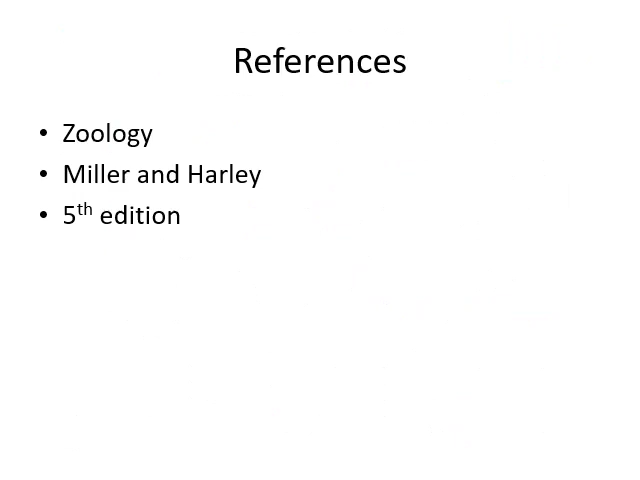 References
• Zoology
• Miller and Harley
• 5th edition